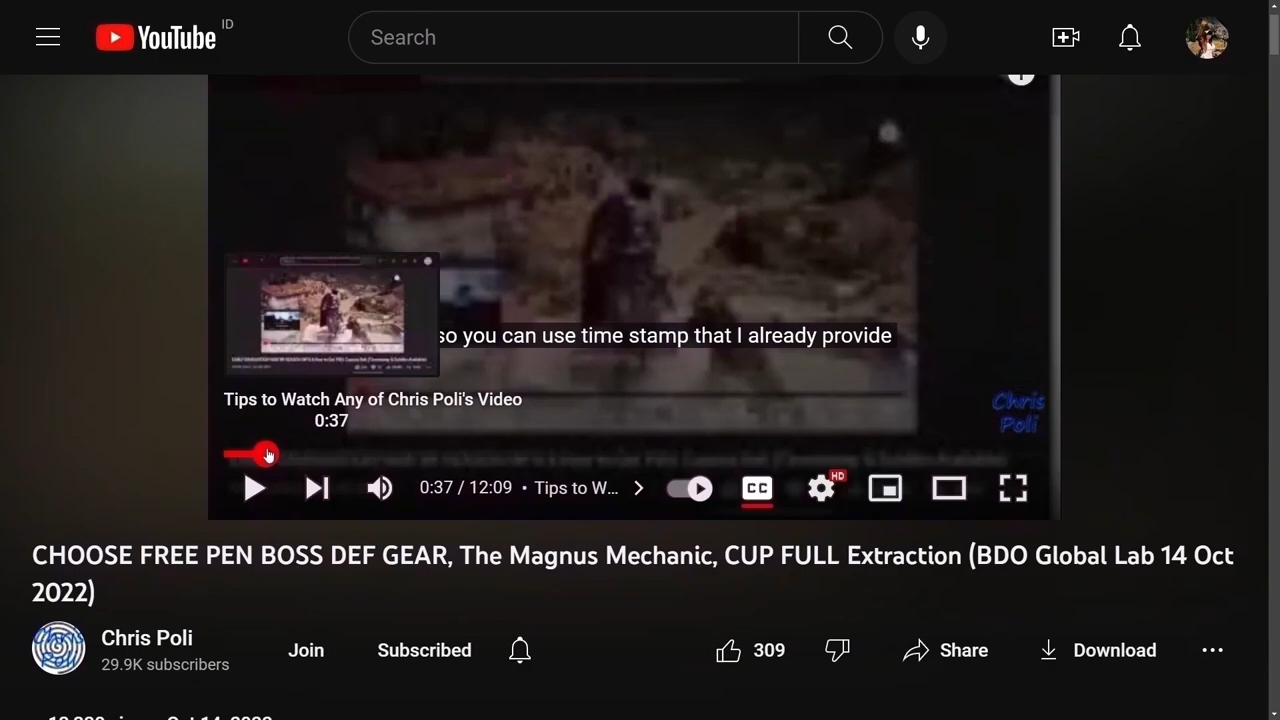 YouTube ID
Search
so you can use time stamp that I already provide
Tips to Watch Any of Chris Poli's Video
0:37
Chris
Poli
0:37 / 12:09 • Tips to W... CC HD
CHOOSE FREE PEN BOSS DEF GEAR, The Magnus Mechanic, CUP FULL Extraction (BDO Global Lab 14 Oct
2022)
Chris Poli
29.9K subscribers
Join
Subscribed
309
Share
Download